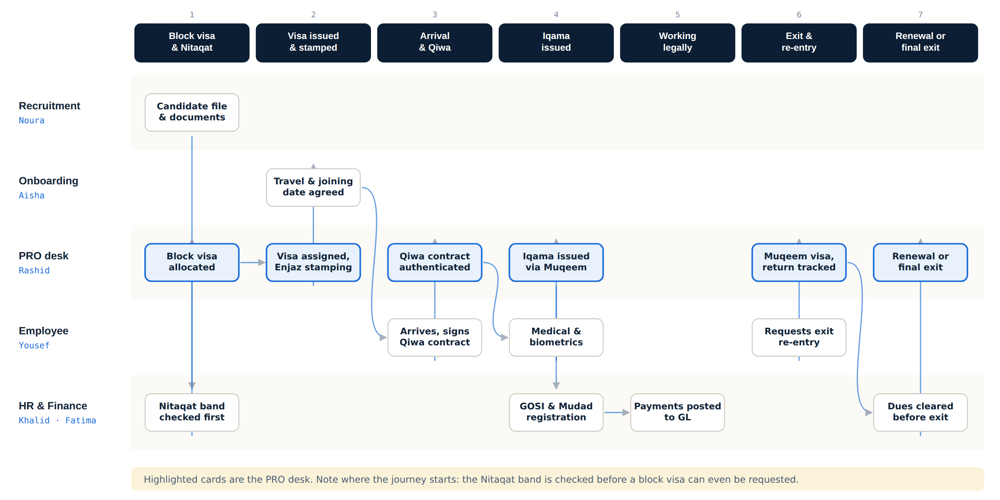 1
2
3
4
5
6
7
Block visa
& Nitaqat
Visa issued
& stamped
Arrival
& Qiwa
Iqama
issued
Working
legally
Exit &
re-entry
Renewal or
final exit
Recruitment
Noura
Candidate file
& documents
Onboarding
Aisha
Travel & joining
date agreed
PRO desk
Rashid
Block visa
allocated
Visa assigned,
Enjaz stamping
Qiwa contract
authenticated
Iqama issued
via Muqeem
Muqeem visa,
return tracked
Renewal or
final exit
Employee
Yousef
Arrives, signs
Qiwa contract
Medical &
biometrics
Requests exit
re-entry
HR & Finance
Khalid · Fatima
Nitaqat band
checked first
GOSI & Mudad
registration
Payments posted
to GL
Dues cleared
before exit
Highlighted cards are the PRO desk. Note where the journey starts: the Nitaqat band is checked before a block visa can even be requested.